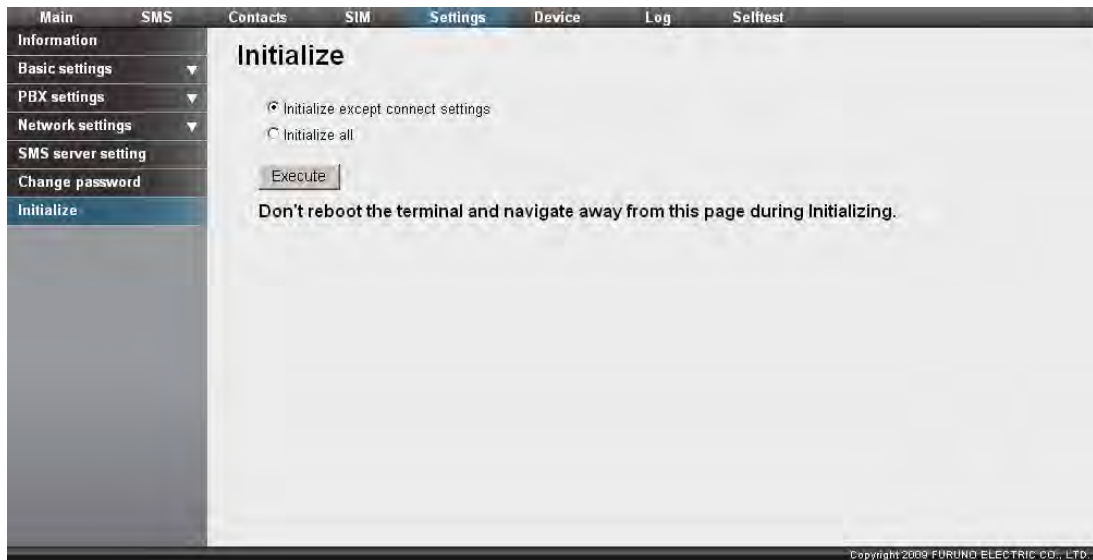 Main SMS Contacts SIM Settings Device Log Selftest
Information
Basic settings
PBX settings
Network settings
SMS server setting
Change password
Initialize
Initialize
Initialize except connect settings
Initialize all
Execute
Don't reboot the terminal and navigate away from this page during Initializing.
Copyright 2009 FURUNO ELECTRIC CO., LTD.